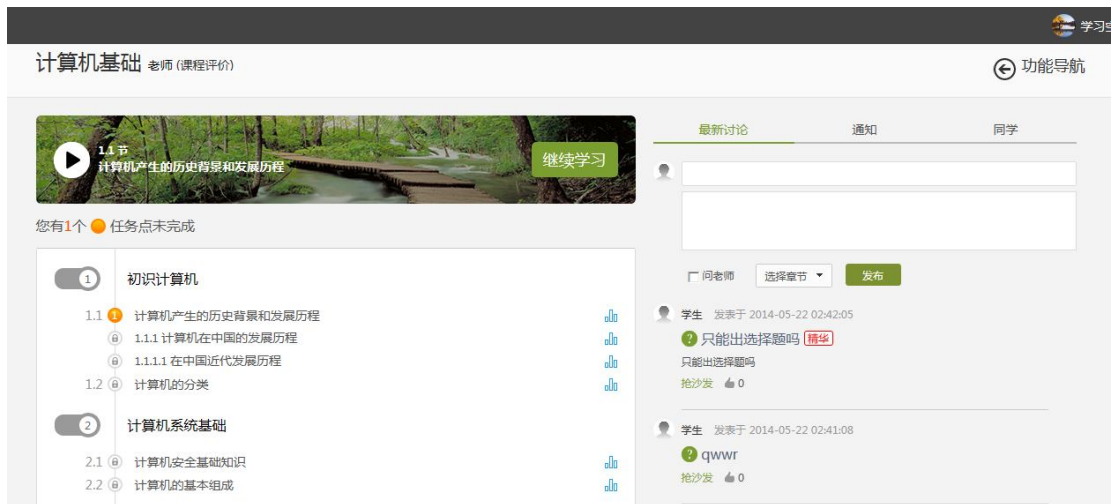 学习
计算机基础 老师 (课程评价)
功能导航
1.1 节
计算机产生的历史背景和发展历程
继续学习
您有1个 任务点未完成
1 初识计算机
1.1 1 计算机产生的历史背景和发展历程
1.1.1 计算机在中国的发展历程
1.1.1.1 在中国近代发展历程
1.2 计算机的分类
2 计算机系统基础
2.1 计算机安全基础知识
2.2 计算机的基本组成
最新讨论 通知 同学
问老师 选择章节 发布
学生 发表于 2014-05-22 02:42:05
? 只能出选择题吗 精华
只能出选择题吗
抢沙发 0
学生 发表于 2014-05-22 02:41:08
? qwwr
抢沙发 0